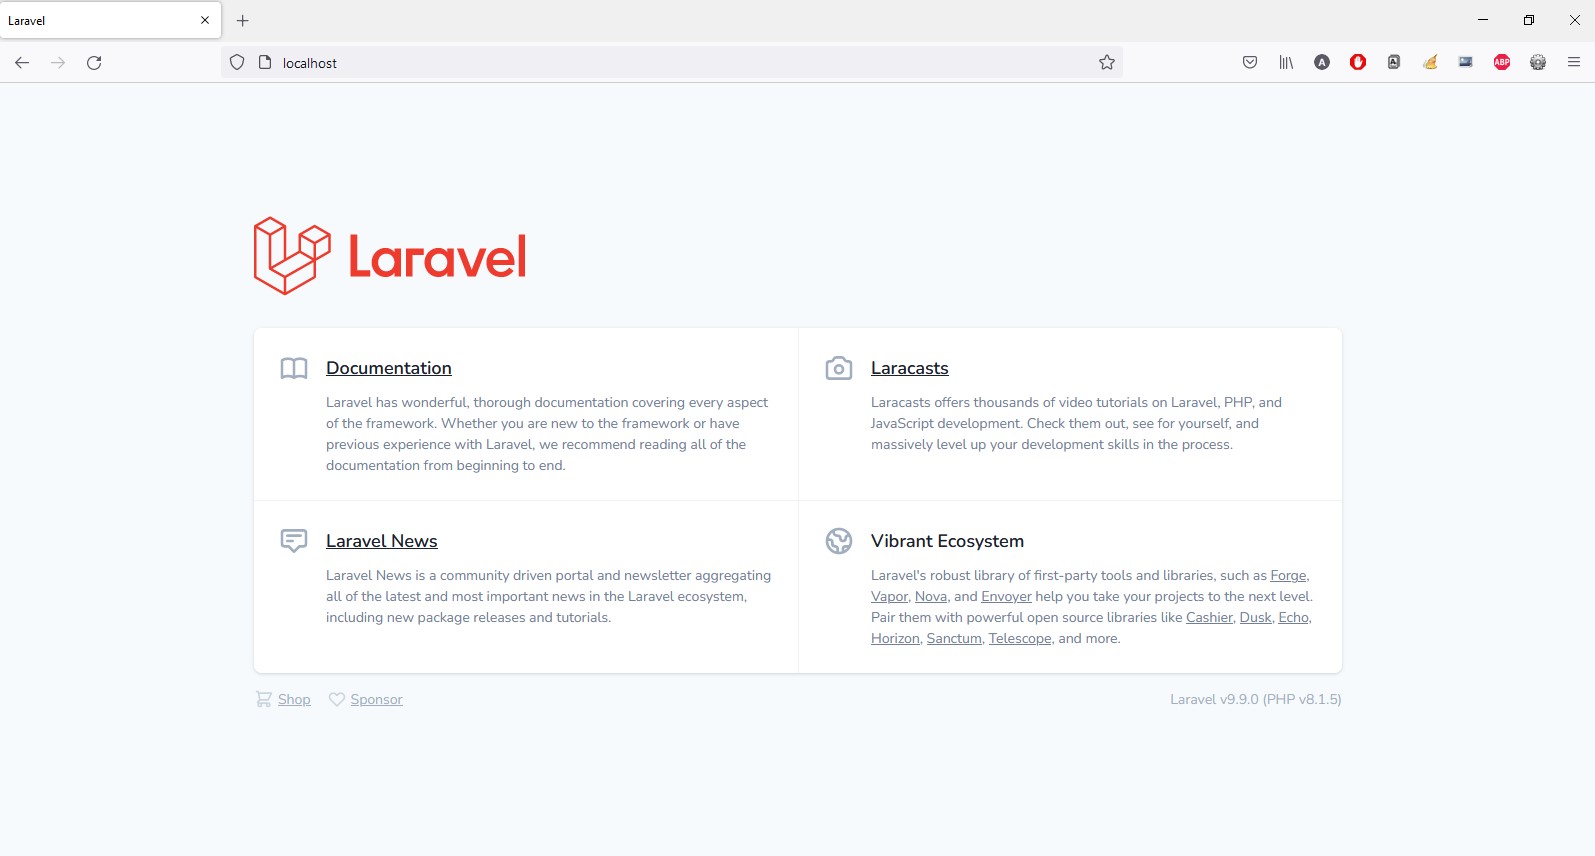 Laravel
localhost
A
A
ABP
Laravel
Documentation
Laravel has wonderful, thorough documentation covering every aspect
of the framework. Whether you are new to the framework or have
previous experience with Laravel, we recommend reading all of the
documentation from beginning to end.
Laracasts
Laracasts offers thousands of video tutorials on Laravel, PHP, and
JavaScript development. Check them out, see for yourself, and
massively level up your development skills in the process.
Laravel News
Laravel News is a community driven portal and newsletter aggregating
all of the latest and most important news in the Laravel ecosystem,
including new package releases and tutorials.
Vibrant Ecosystem
Laravel's robust library of first-party tools and libraries, such as Forge,
Vapor, Nova, and Envoyer help you take your projects to the next level.
Pair them with powerful open source libraries like Cashier, Dusk, Echo,
Horizon, Sanctum, Telescope, and more.
Shop
Sponsor
Laravel v9.9.0 (PHP v8.1.5)